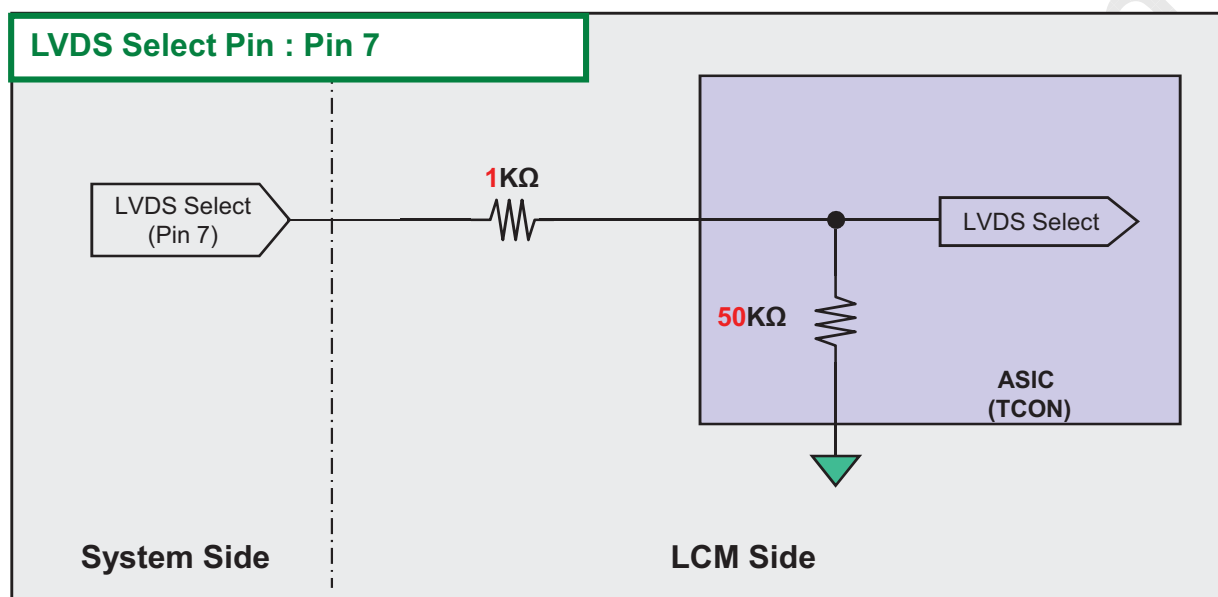 LVDS Select Pin : Pin 7
1KΩ
LVDS Select
(Pin 7)
LVDS Select
50KΩ
ASIC
(TCON)
System Side
LCM Side